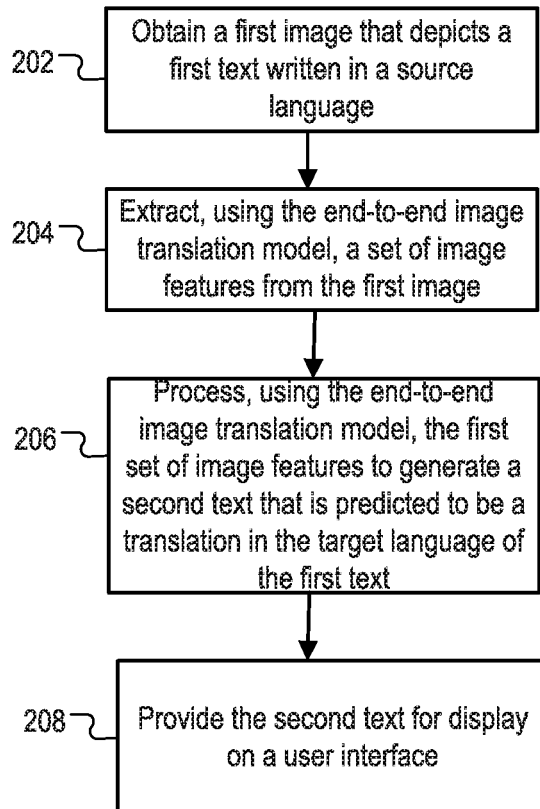 202
Obtain a first image that depicts a
first text written in a source
language
204
Extract, using the end-to-end image
translation model, a set of image
features from the first image
206
Process, using the end-to-end
image translation model, the first
set of image features to generate a
second text that is predicted to be a
translation in the target language of
the first text
208
Provide the second text for display
on a user interface